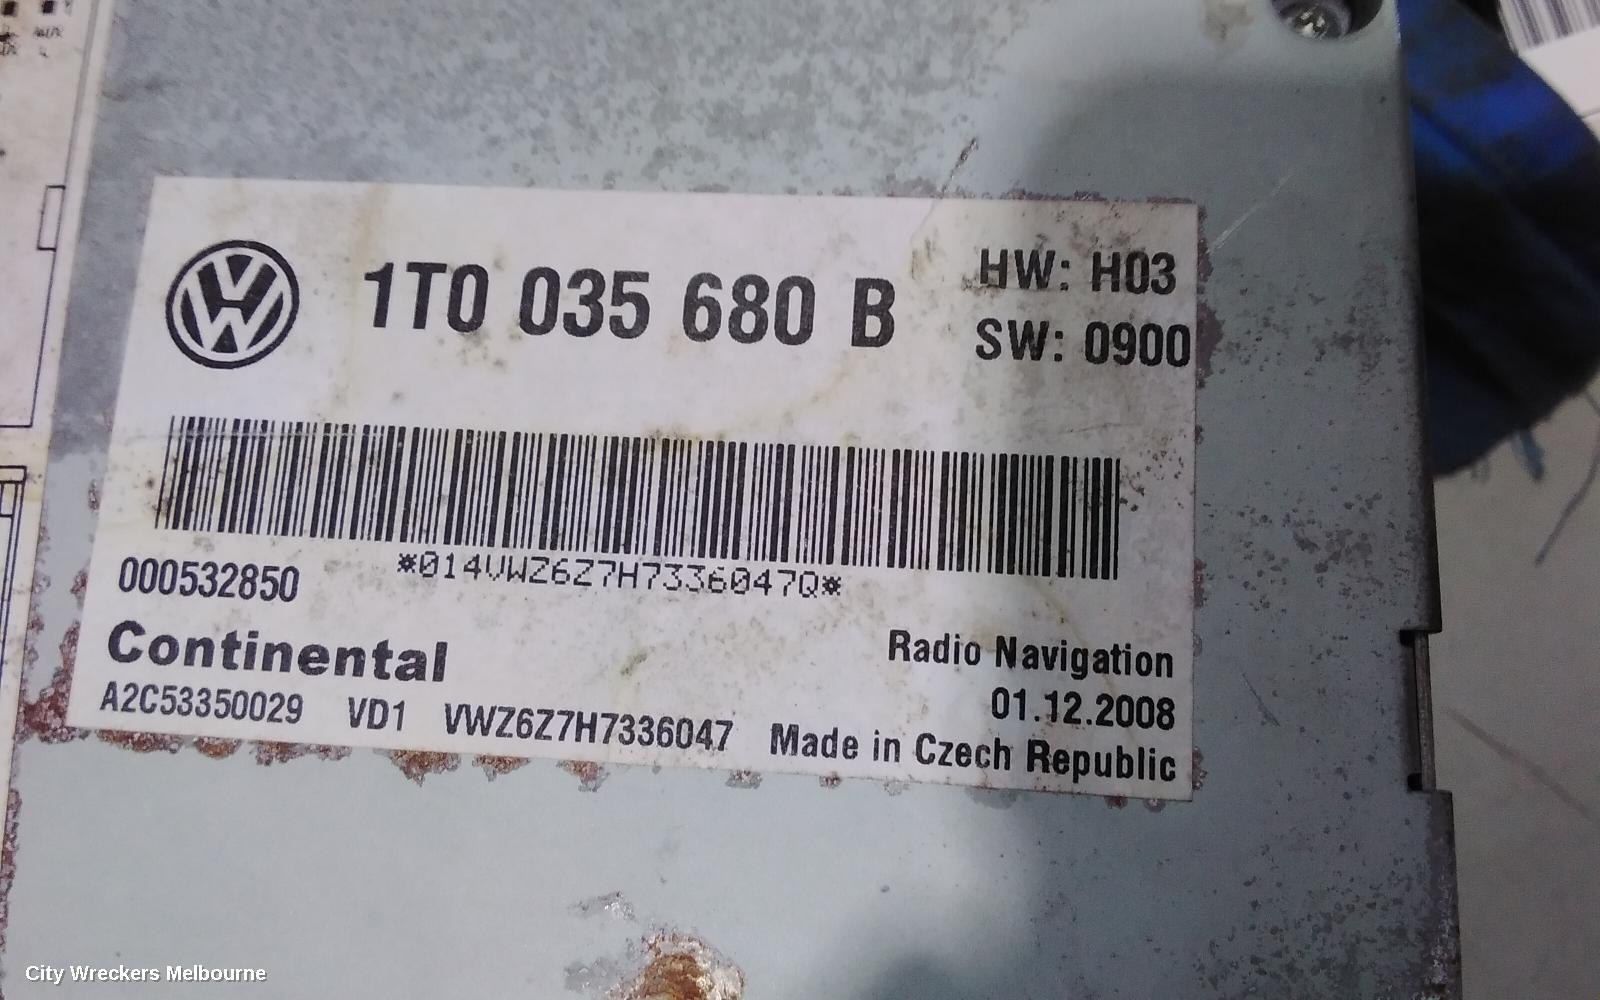 1T0 035 680 B
HW: H03
SW: 0900
*014VWZ6Z7H7336047Q*
000532850
Continental
Radio Navigation
01.12.2008
A2C53350029 VD1 VWZ6Z7H7336047 Made in Czech Republic
City Wreckers Melbourne